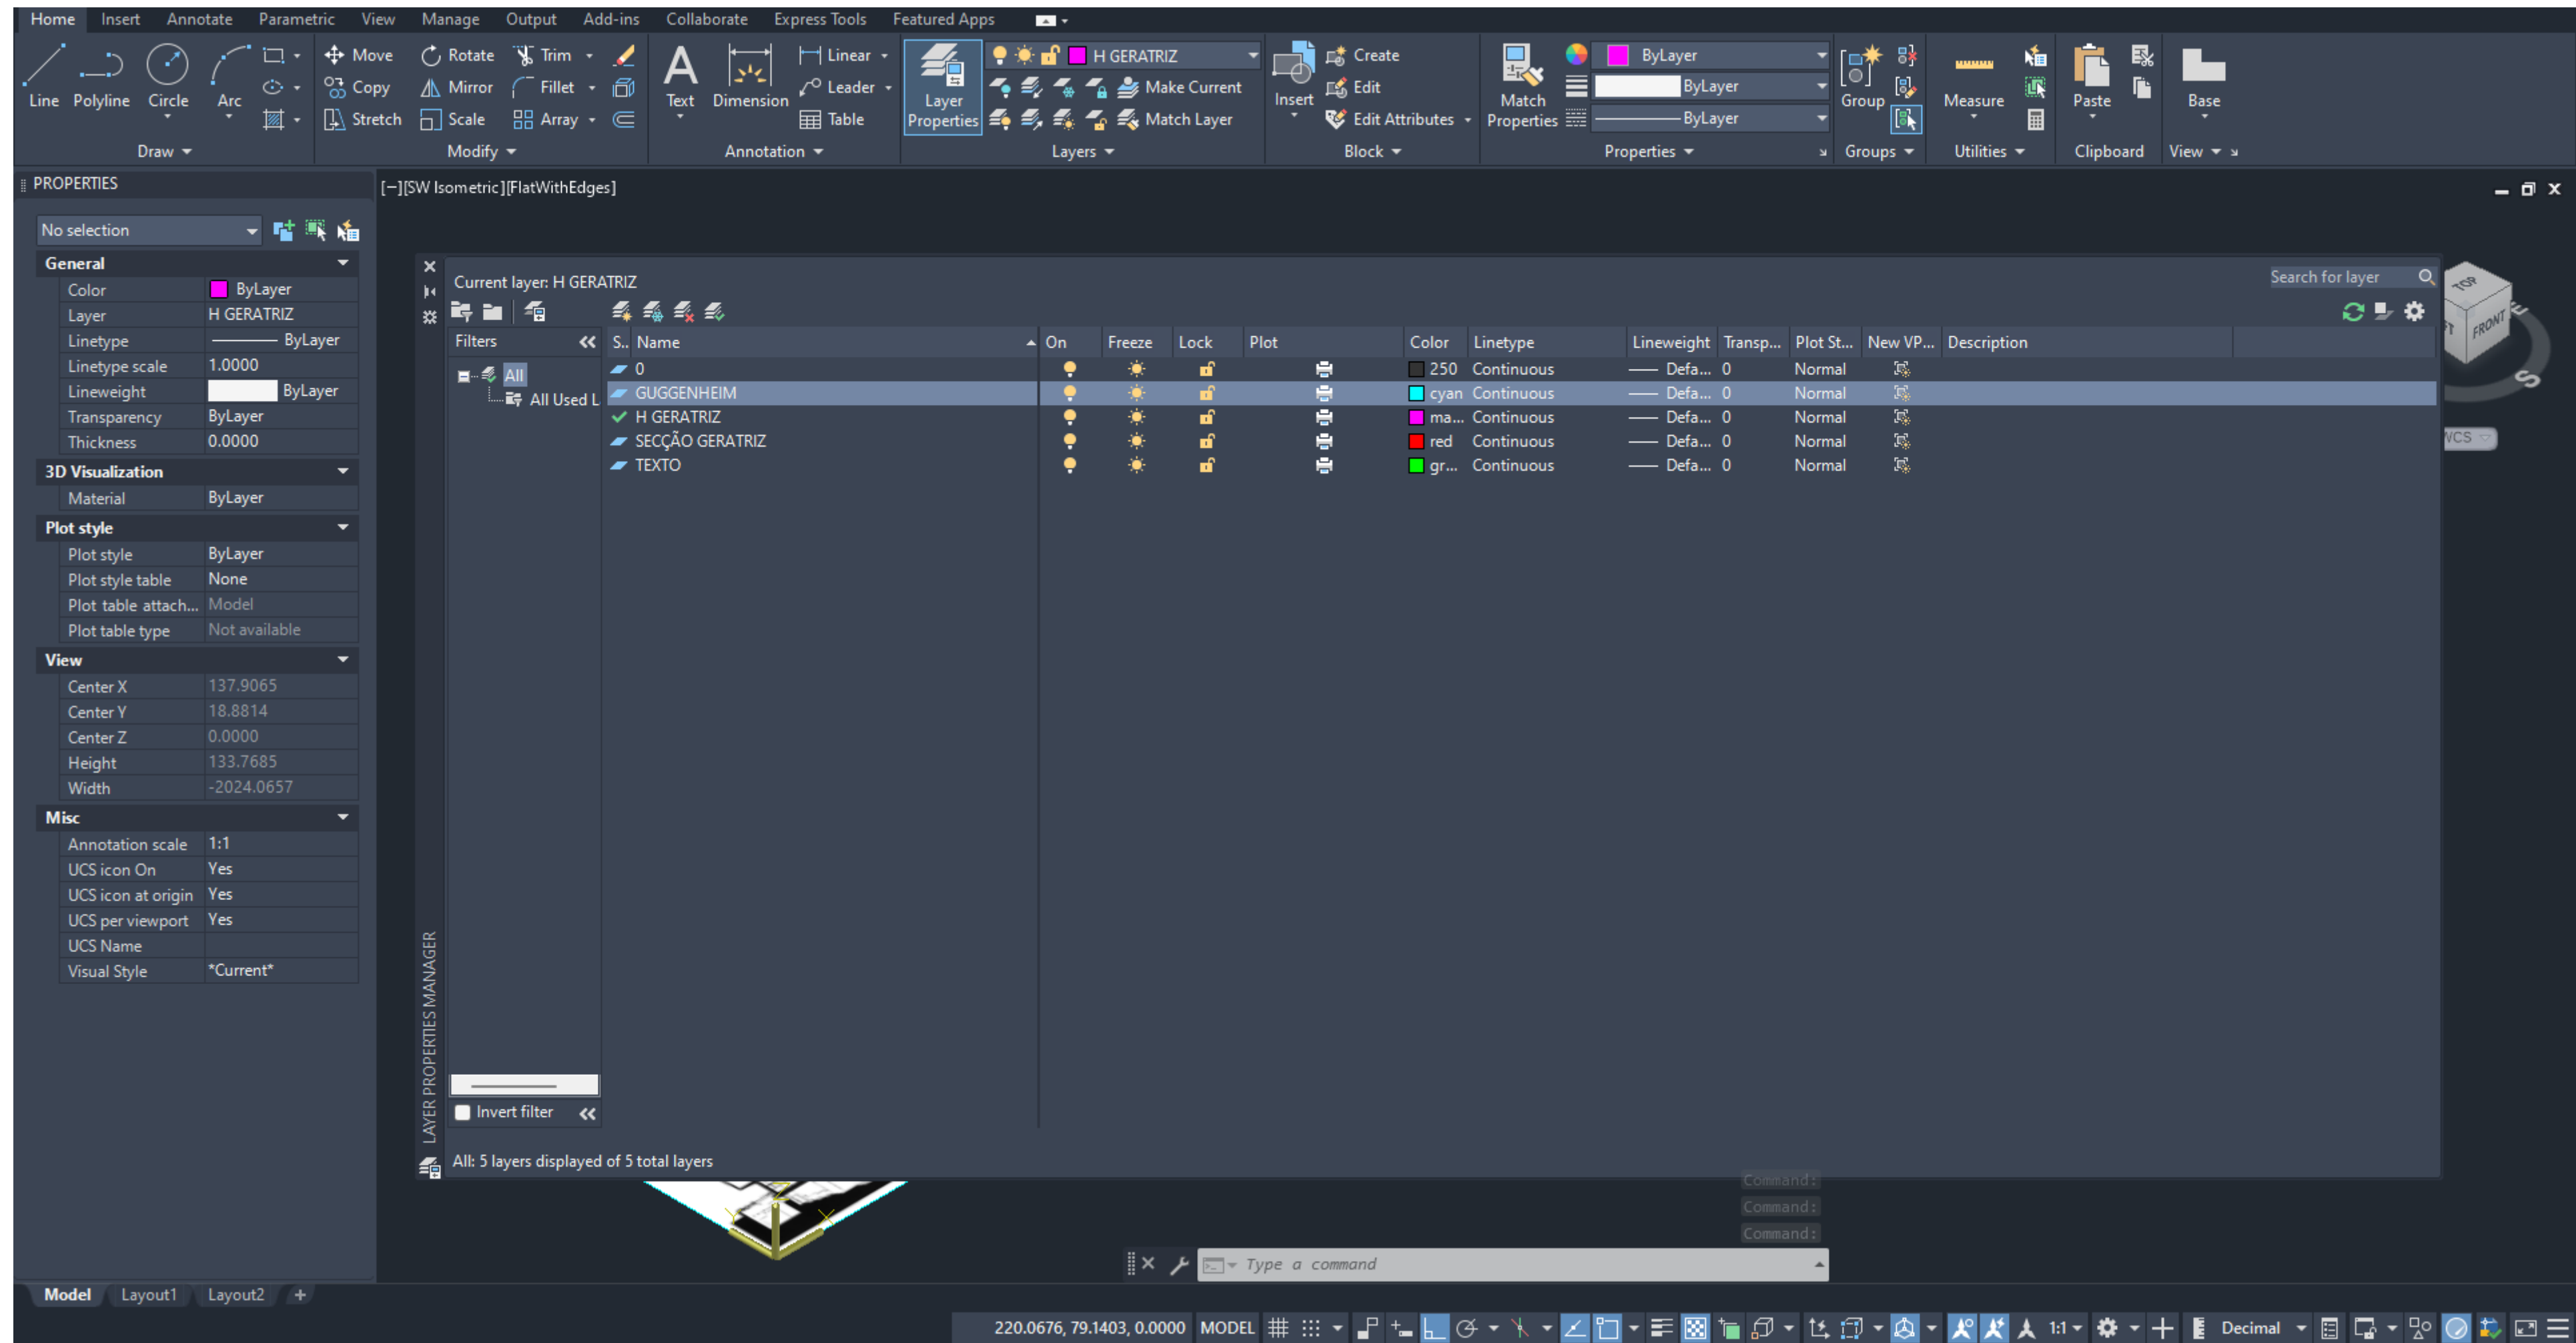 Home Insert Annotate Parametric View Manage Output Add-ins Collaborate Express Tools Featured Apps
Line Polyline Circle Arc
Draw
Move Rotate Trim
Copy Mirror Fillet
Stretch Scale Array
Modify
Text Dimension
Linear
Leader
Table
Annotation
Layer Properties
H GERATRIZ
Make Current
Match Layer
Layers
Insert
Create
Edit
Edit Attributes
Block
Match Properties
ByLayer
ByLayer
ByLayer
Properties
Group
Groups
Measure
Utilities
Paste
Clipboard
Base
View
PROPERTIES
No selection
General
Color ByLayer
Layer H GERATRIZ
Linetype ByLayer
Linetype scale 1.0000
Lineweight ByLayer
Transparency ByLayer
Thickness 0.0000
3D Visualization
Material ByLayer
Plot style
Plot style ByLayer
Plot style table None
Plot table attach... Model
Plot table type Not available
View
Center X 137.9065
Center Y 18.8814
Center Z 0.0000
Height 133.7685
Width -2024.0657
Misc
Annotation scale 1:1
UCS icon On Yes
UCS icon at origin Yes
UCS per viewport Yes
UCS Name
Visual Style *Current*
[−][SW Isometric][FlatWithEdges]
Current layer: H GERATRIZ
Search for layer
Filters
All
All Used L
S.. Name On Freeze Lock Plot Color Linetype Lineweight Transp... Plot St... New VP... Description
0 250 Continuous Defa... 0 Normal
GUGGENHEIM cyan Continuous Defa... 0 Normal
H GERATRIZ ma... Continuous Defa... 0 Normal
SECÇÃO GERATRIZ red Continuous Defa... 0 Normal
TEXTO gr... Continuous Defa... 0 Normal
Invert filter
All: 5 layers displayed of 5 total layers
LAYER PROPERTIES MANAGER
TOP
FRONT
S
Command:
Command:
Command:
Type a command
Model Layout1 Layout2 +
220.0676, 79.1403, 0.0000 MODEL 1:1 Decimal